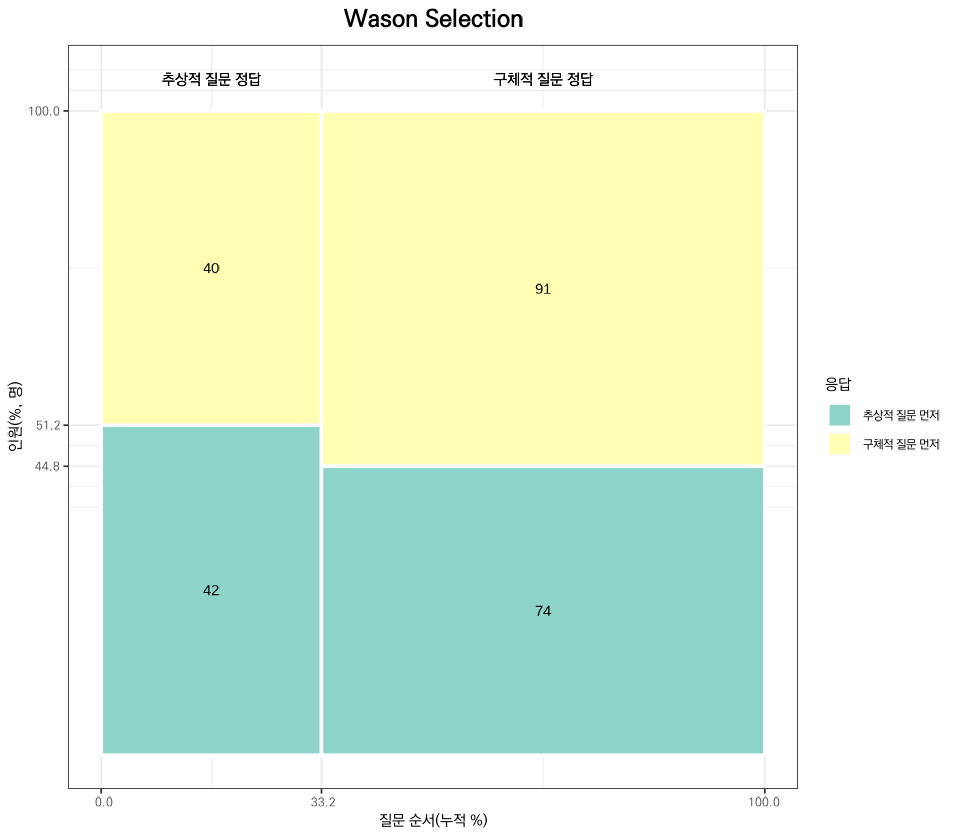 Wason Selection
추상적 질문 정답 구체적 질문 정답
100.0
40
91
51.2
44.8
42
74
인원(%, 명)
0.0 33.2 100.0
질문 순서(누적 %)
응답
추상적 질문 먼저
구체적 질문 먼저